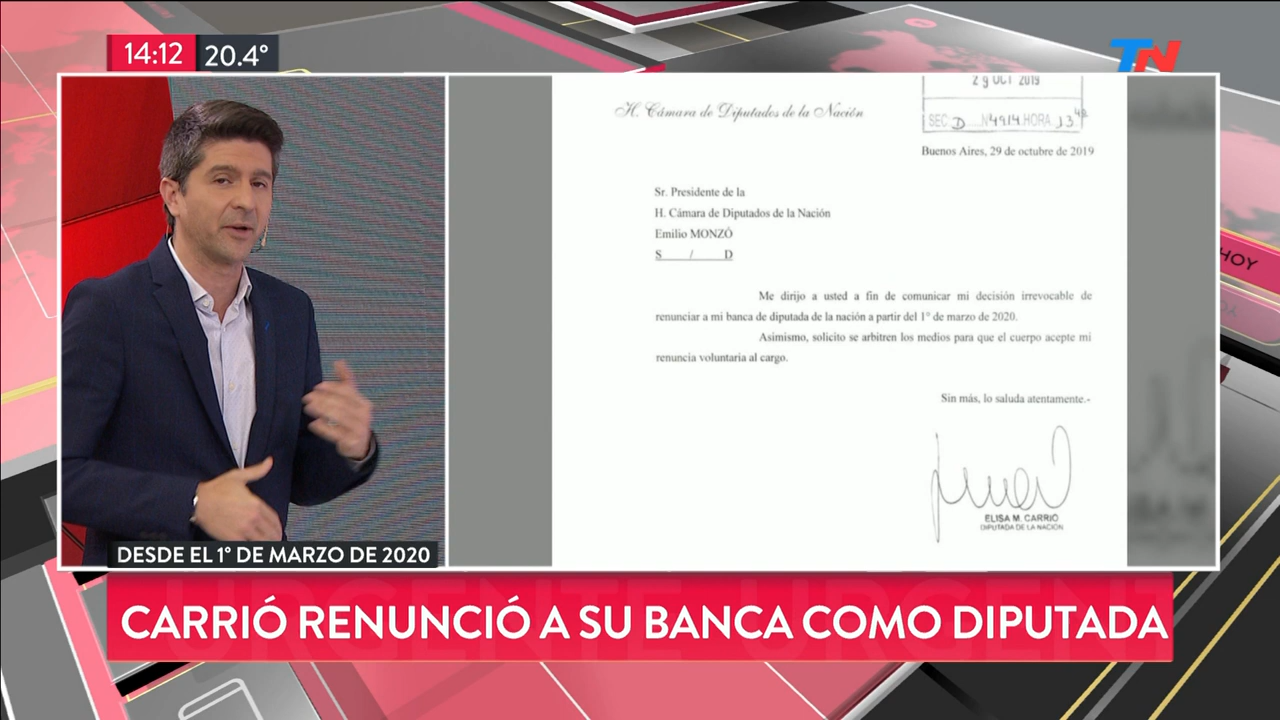 14:12 20.4°
TN
29 OCT 2019
H. Cámara de Diputados de la Nación
SEC: D N4914 HORA 13 42
Buenos Aires, 29 de octubre de 2019
Sr. Presidente de la
H. Cámara de Diputados de la Nación
Emilio MONZÓ
S / D
HOY
Me dirijo a usted a fin de comunicar mi decisión irrevocable de
renunciar a mi banca de diputada de la nación a partir del 1° de marzo de 2020.
Asimismo, solicito se arbitren los medios para que el cuerpo acepte mi
renuncia voluntaria al cargo.
Sin más, lo saluda atentamente.-
ELISA M. CARRIÓ
DIPUTADA DE LA NACIÓN
DESDE EL 1° DE MARZO DE 2020
URGENTE URGENT
CARRIÓ RENUNCIÓ A SU BANCA COMO DIPUTADA